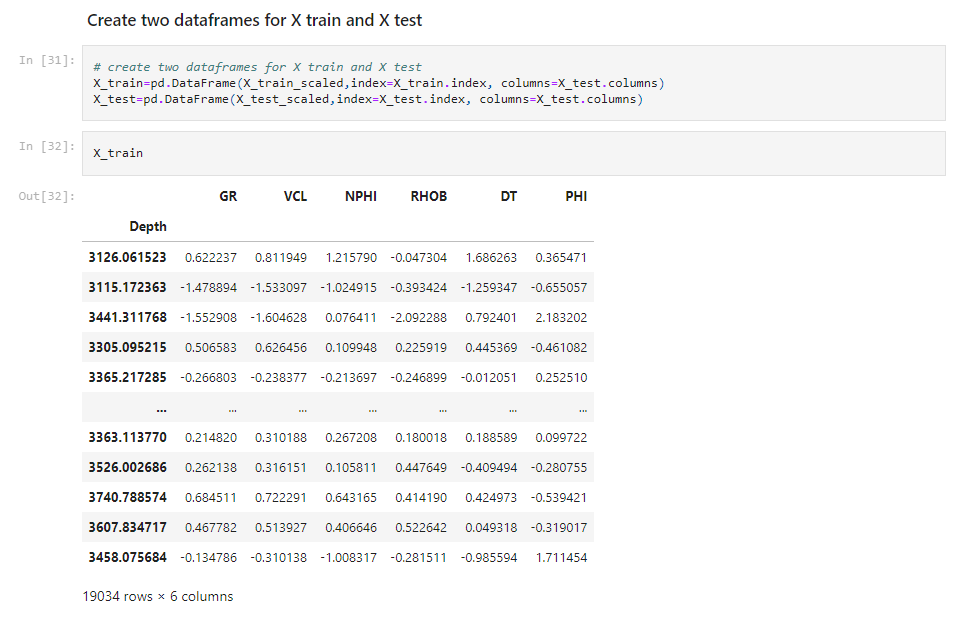 Create two dataframes for X train and X test
In [31]:
# create two dataframes for X train and X test
X_train=pd.DataFrame(X_train_scaled,index=X_train.index, columns=X_test.columns)
X_test=pd.DataFrame(X_test_scaled,index=X_test.index, columns=X_test.columns)
In [32]:
X_train
Out[32]:
GR VCL NPHI RHOB DT PHI
Depth
3126.061523 0.622237 0.811949 1.215790 -0.047304 1.686263 0.365471
3115.172363 -1.478894 -1.533097 -1.024915 -0.393424 -1.259347 -0.655057
3441.311768 -1.552908 -1.604628 0.076411 -2.092288 0.792401 2.183202
3305.095215 0.506583 0.626456 0.109948 0.225919 0.445369 -0.461082
3365.217285 -0.266803 -0.238377 -0.213697 -0.246899 -0.012051 0.252510
... ... ... ... ... ... ...
3363.113770 0.214820 0.310188 0.267208 0.180018 0.188589 0.099722
3526.002686 0.262138 0.316151 0.105811 0.447649 -0.409494 -0.280755
3740.788574 0.684511 0.722291 0.643165 0.414190 0.424973 -0.539421
3607.834717 0.467782 0.513927 0.406646 0.522642 0.049318 -0.319017
3458.075684 -0.134786 -0.310138 -1.008317 -0.281511 -0.985594 1.711454
19034 rows × 6 columns